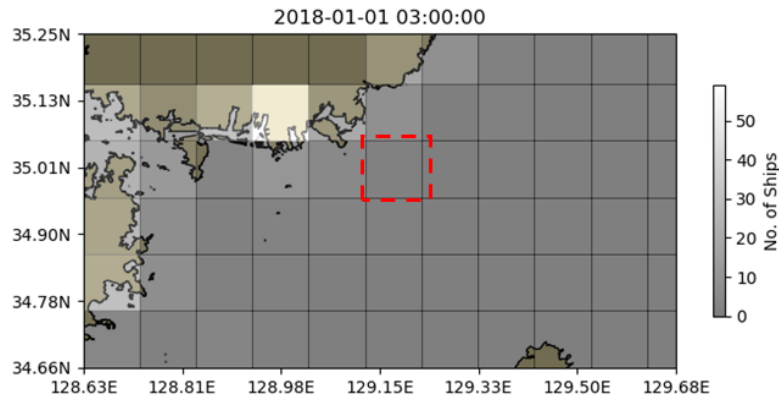 2018-01-01 03:00:00
35.25N
35.13N
35.01N
34.90N
34.78N
34.66N
128.63E 128.81E 128.98E 129.15E 129.33E 129.50E 129.68E
50
40
30
20
10
0
No. of Ships